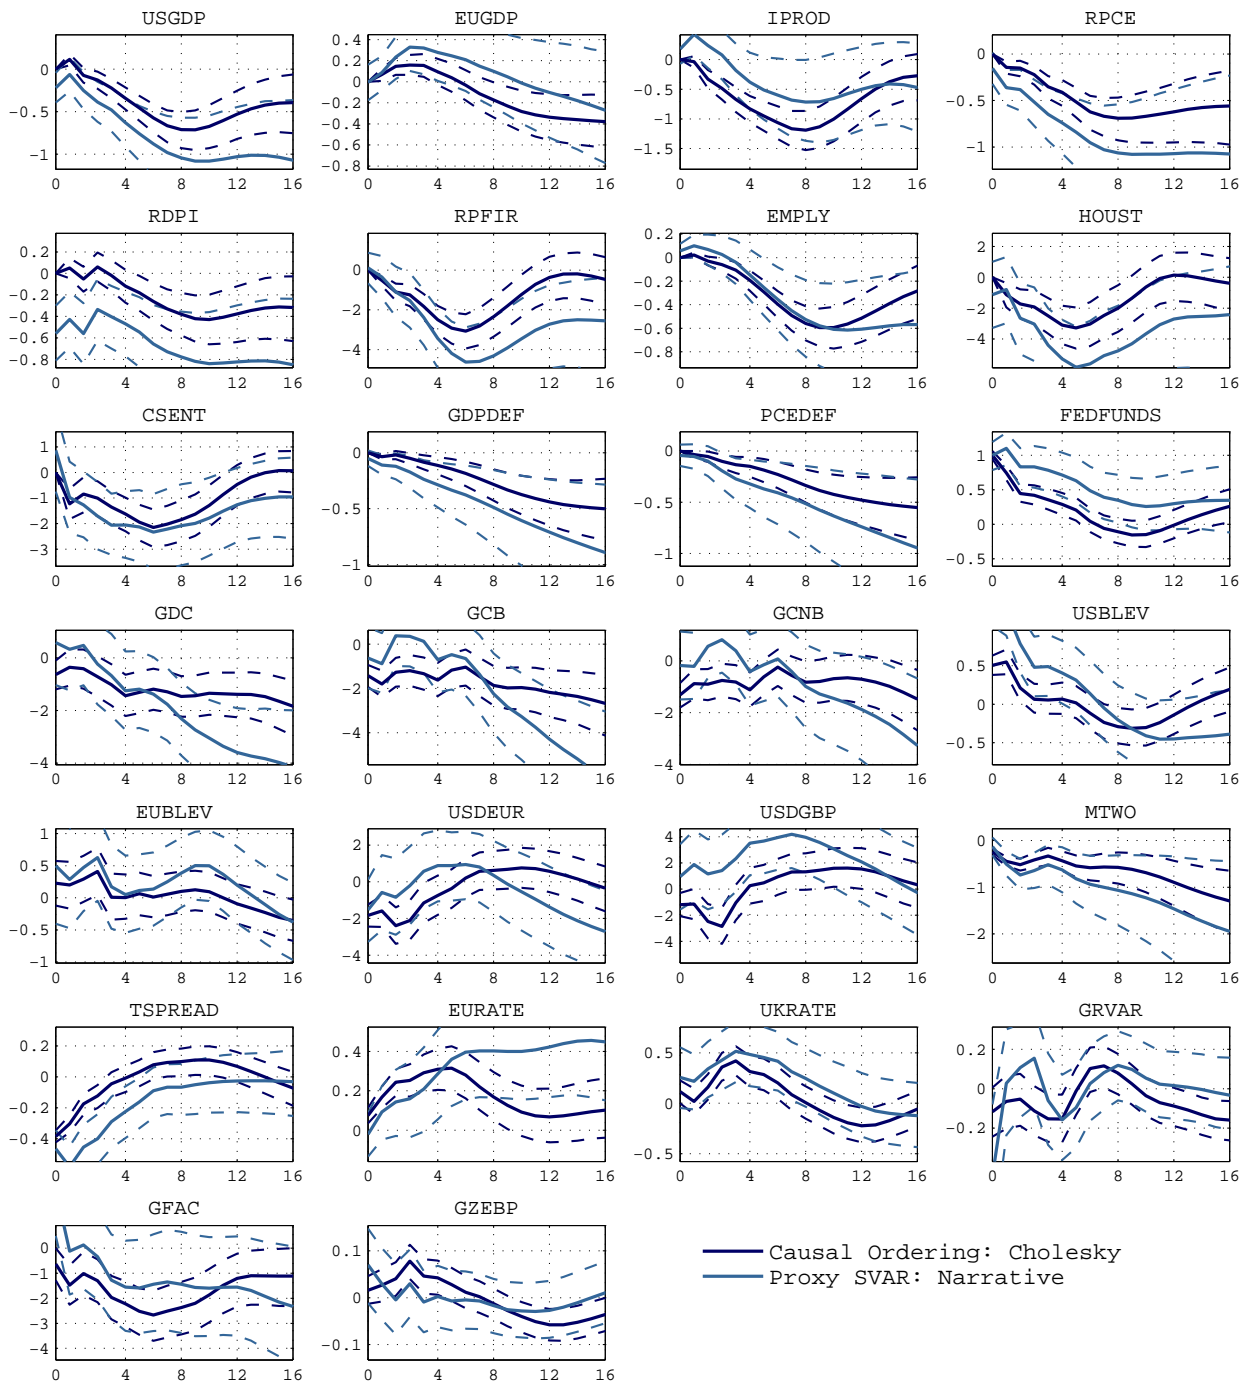 USGDP EUGDP IPROD RPCE
0 −0.5 −1 0 4 8 12 16
0.4 0.2 0 −0.2 −0.4 −0.6 −0.8 0 4 8 12 16
0 −0.5 −1 −1.5 0 4 8 12 16
0 −0.5 −1 0 4 8 12 16
RDPI RPFIR EMPLY HOUST
0.2 0 −0.2 −0.4 −0.6 −0.8 0 4 8 12 16
0 −2 −4 0 4 8 12 16
0.2 0 −0.2 −0.4 −0.6 −0.8 0 4 8 12 16
2 0 −2 −4 0 4 8 12 16
CSENT GDPDEF PCEDEF FEDFUNDS
1 0 −1 −2 −3 0 4 8 12 16
0 −0.5 −1 0 4 8 12 16
0 −0.5 −1 0 4 8 12 16
1 0.5 0 −0.5 0 4 8 12 16
GDC GCB GCNB USBLEV
0 −2 −4 0 4 8 12 16
0 −2 −4 0 4 8 12 16
0 −2 −4 0 4 8 12 16
0.5 0 −0.5 0 4 8 12 16
EUBLEV USDEUR USDGBP MTWO
1 0.5 0 −0.5 −1 0 4 8 12 16
2 0 −2 −4 0 4 8 12 16
4 2 0 −2 −4 0 4 8 12 16
0 −1 −2 0 4 8 12 16
TSPREAD EURATE UKRATE GRVAR
0.2 0 −0.2 −0.4 0 4 8 12 16
0.4 0.2 0 0 4 8 12 16
0.5 0 −0.5 0 4 8 12 16
0.2 0 −0.2 0 4 8 12 16
GFAC GZEBP
0 −1 −2 −3 −4 0 4 8 12 16
0.1 0 −0.1 0 4 8 12 16
Causal Ordering: Cholesky
Proxy SVAR: Narrative